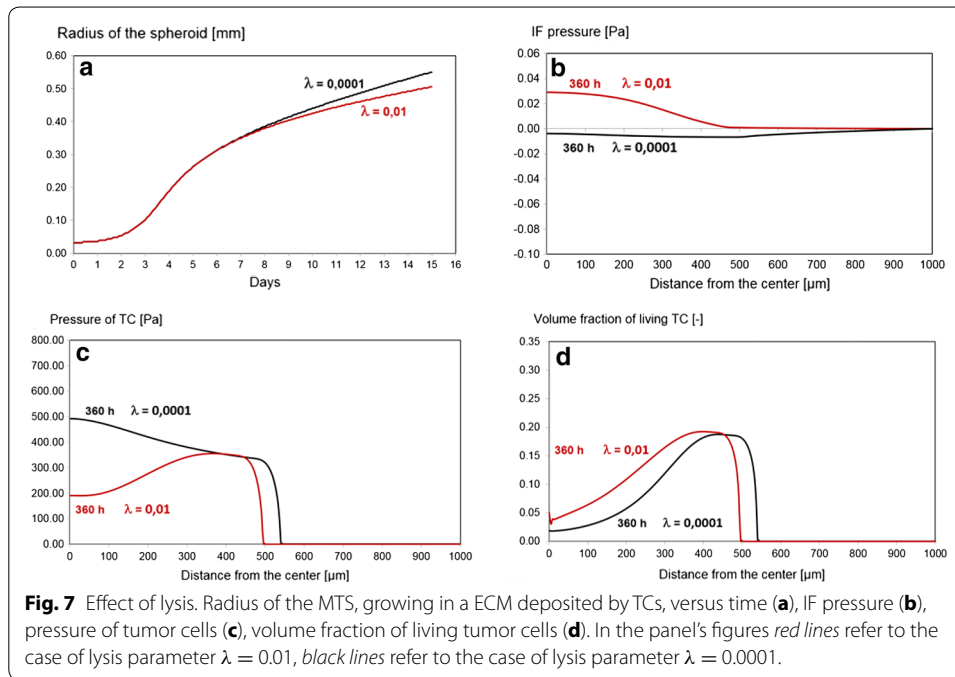 Radius of the spheroid [mm]
a
0.60
0.50
0.40
0.30
0.20
0.10
0.00
λ = 0,0001
λ = 0,01
0 1 2 3 4 5 6 7 8 9 10 11 12 13 14 15 16
Days
IF pressure [Pa]
b
0.06
0.04
0.02
0.00
-0.02
-0.04
-0.06
-0.08
-0.10
360 h λ = 0,01
360 h λ = 0,0001
0 100 200 300 400 500 600 700 800 900 1000
Distance from the center [µm]
Pressure of TC [Pa]
c
800.00
700.00
600.00
500.00
400.00
300.00
200.00
100.00
0.00
360 h λ = 0,0001
360 h λ = 0,01
0 100 200 300 400 500 600 700 800 900 1000
Distance from the center [µm]
Volume fraction of living TC [-]
d
0.35
0.30
0.25
0.20
0.15
0.10
0.05
0.00
360 h λ = 0,01
360 h λ = 0,0001
0 100 200 300 400 500 600 700 800 900 1000
Distance from the center [µm]
Fig. 7 Effect of lysis. Radius of the MTS, growing in a ECM deposited by TCs, versus time (a), IF pressure (b),
pressure of tumor cells (c), volume fraction of living tumor cells (d). In the panel's figures red lines refer to the
case of lysis parameter λ = 0.01, black lines refer to the case of lysis parameter λ = 0.0001.